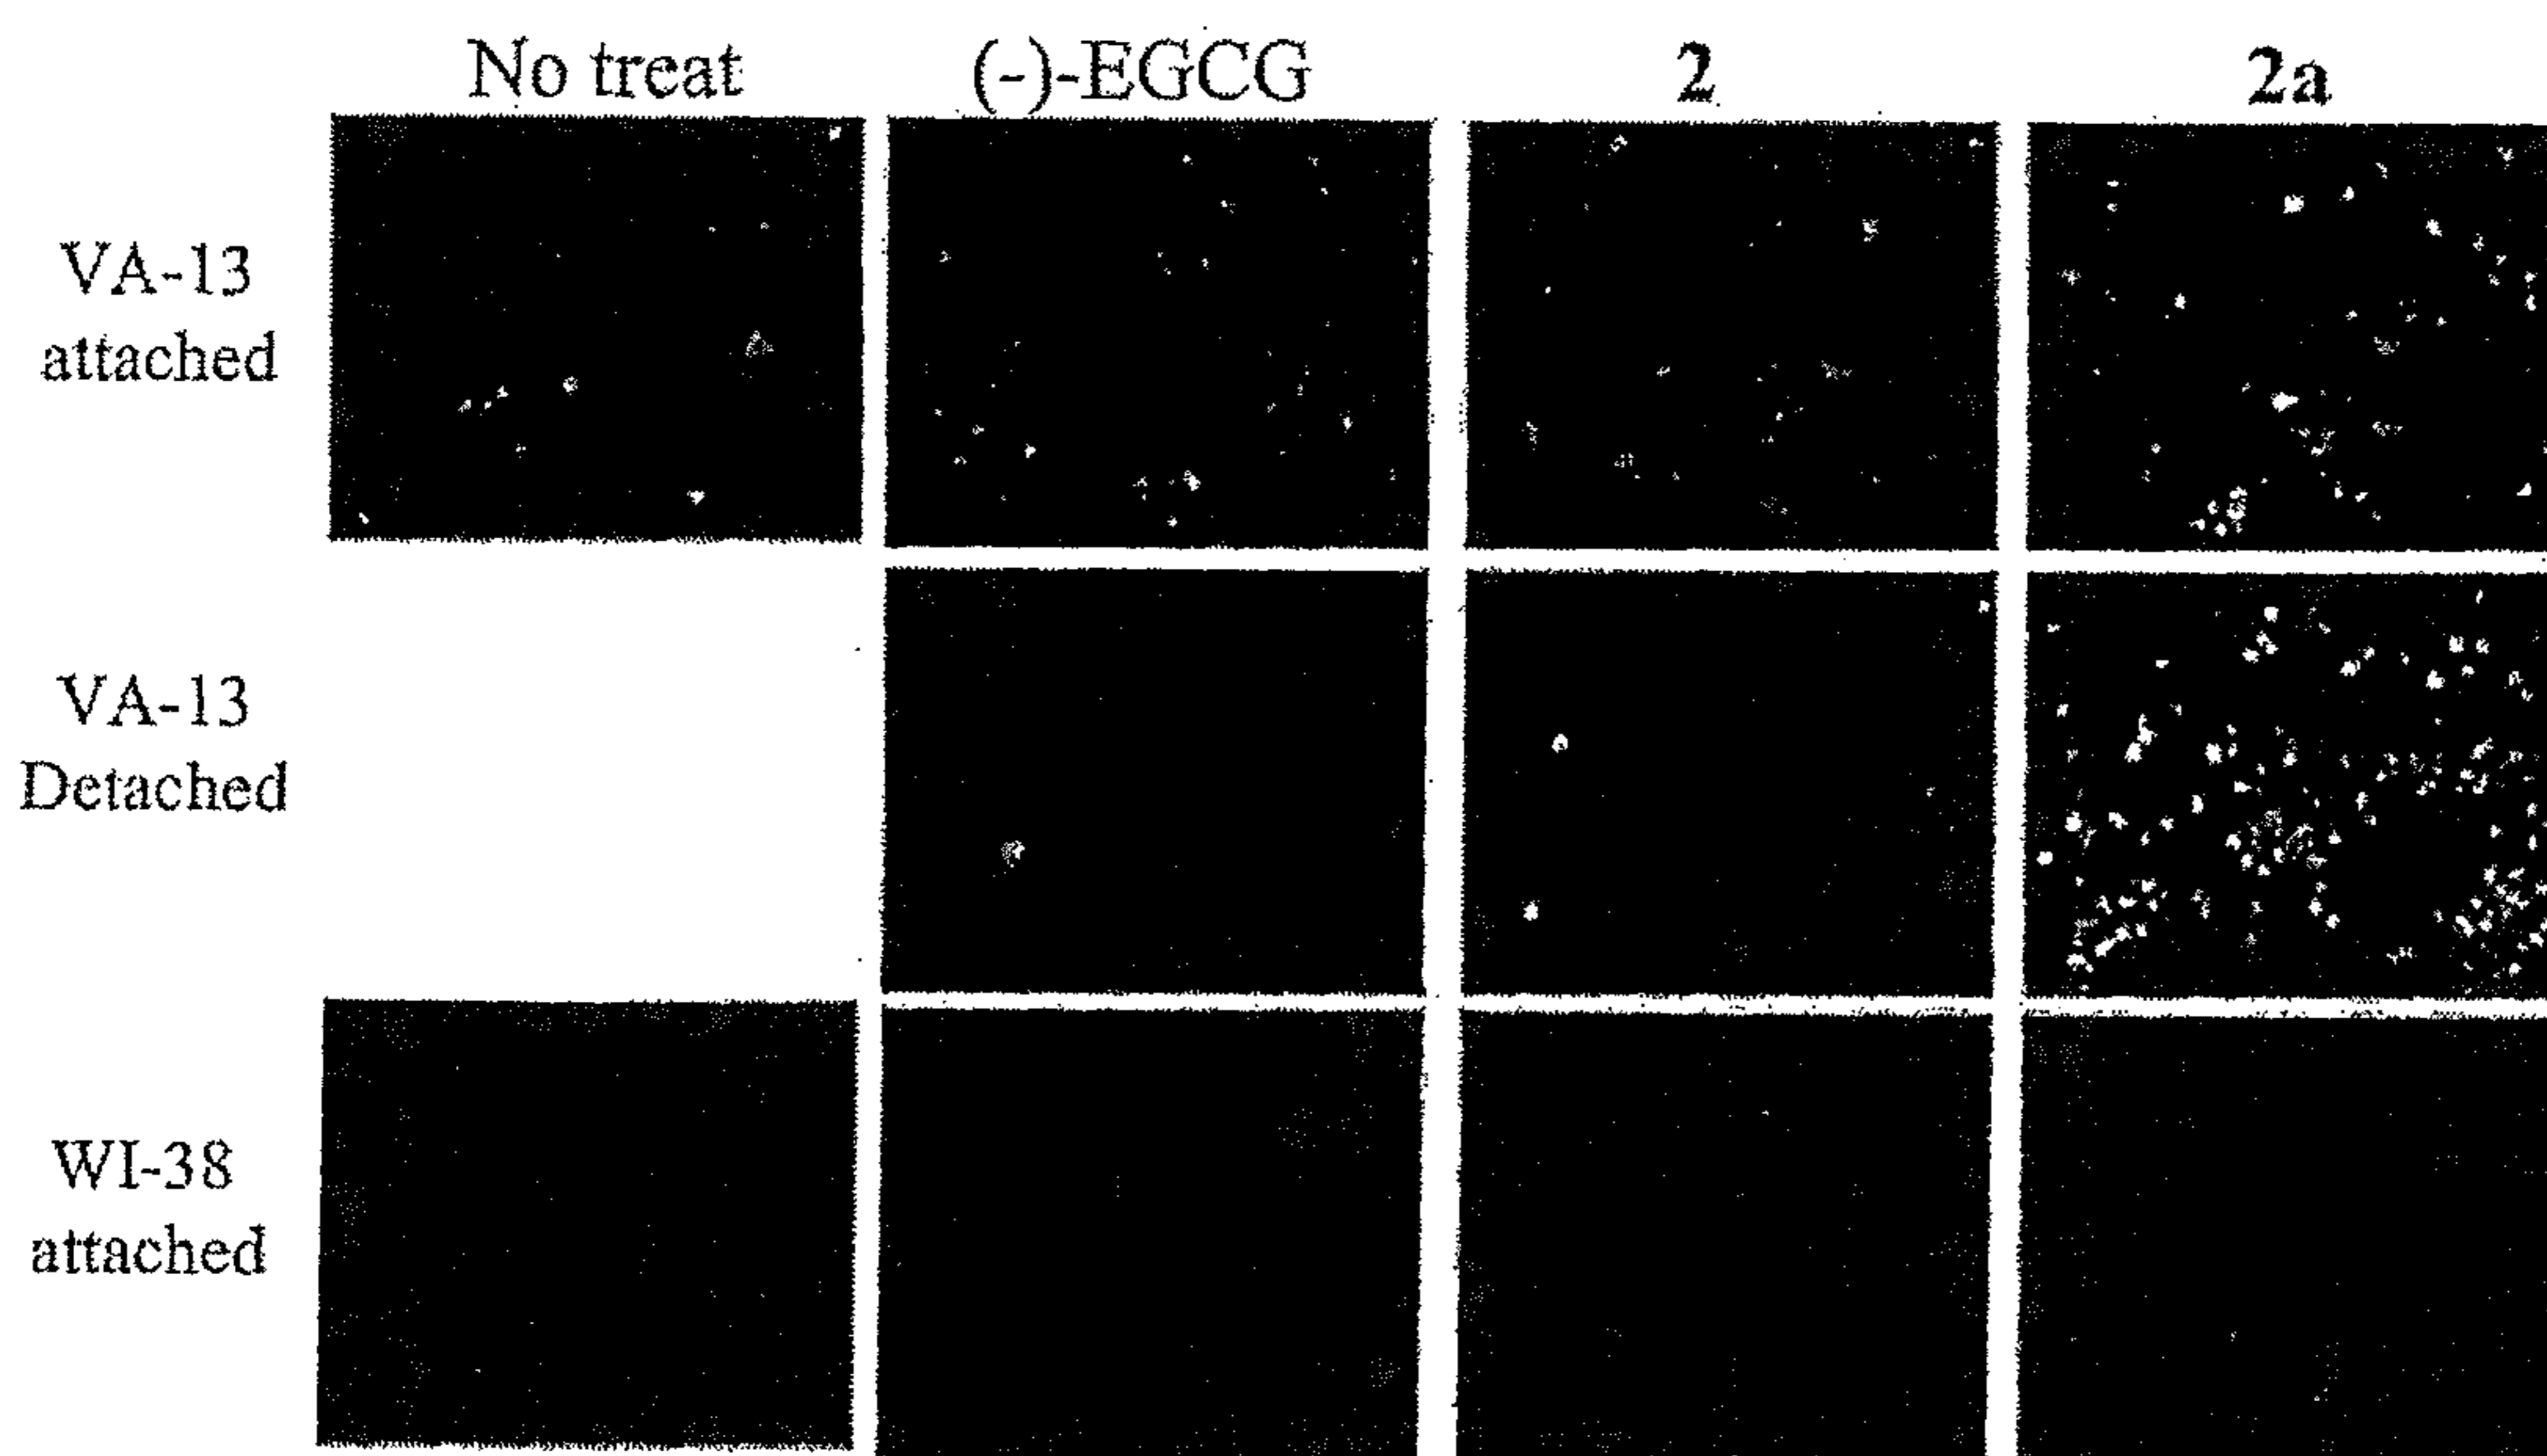 No treat (-)-EGCG 2 2a
VA-13
attached
VA-13
Detached
WI-38
attached